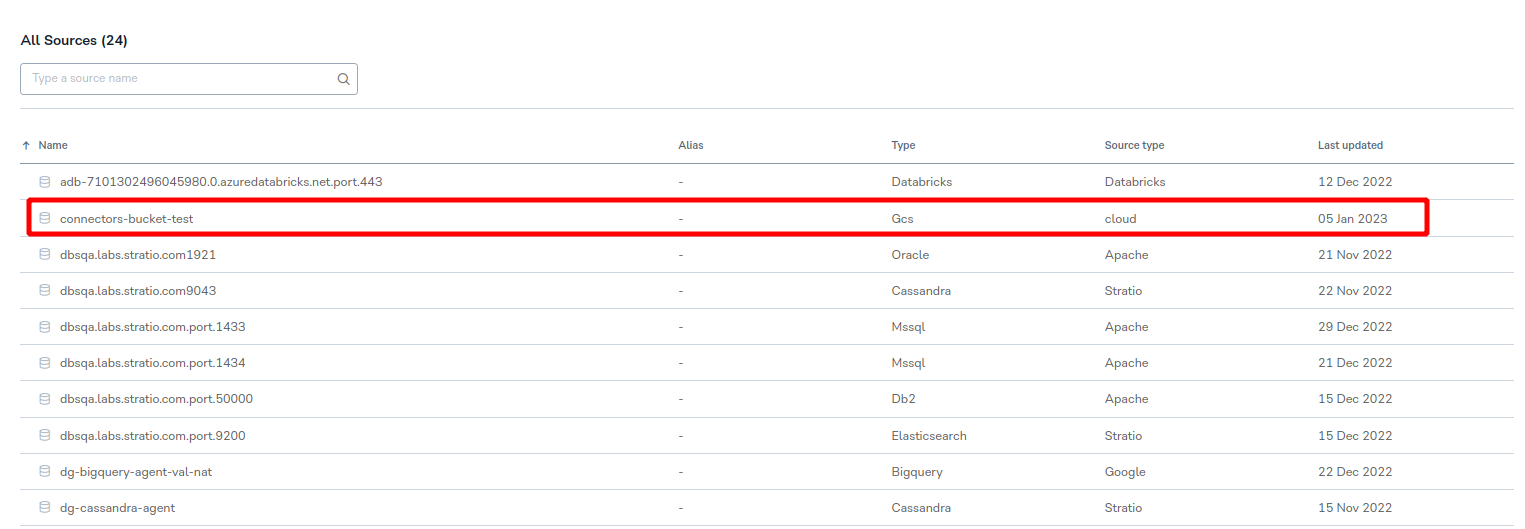 All Sources (24)
Type a source name
Name Alias Type Source type Last updated
adb-7101302496045980.0.azuredatabricks.net.port.443 - Databricks Databricks 12 Dec 2022
connectors-bucket-test - Gcs cloud 05 Jan 2023
dbsqa.labs.stratio.com1921 - Oracle Apache 21 Nov 2022
dbsqa.labs.stratio.com9043 - Cassandra Stratio 22 Nov 2022
dbsqa.labs.stratio.com.port.1433 - Mssql Apache 29 Dec 2022
dbsqa.labs.stratio.com.port.1434 - Mssql Apache 21 Dec 2022
dbsqa.labs.stratio.com.port.50000 - Db2 Apache 15 Dec 2022
dbsqa.labs.stratio.com.port.9200 - Elasticsearch Stratio 15 Dec 2022
dg-bigquery-agent-val-nat - Bigquery Google 22 Dec 2022
dg-cassandra-agent - Cassandra Stratio 15 Nov 2022